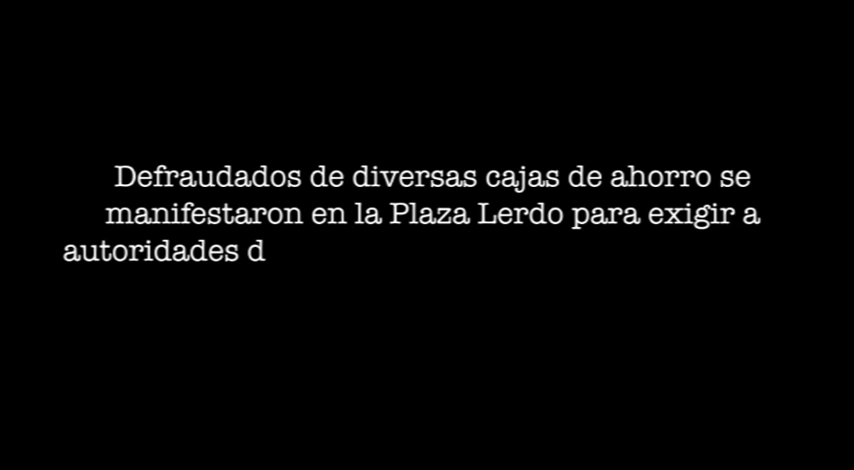 Defraudados de diversas cajas de ahorro se
manifestaron en la Plaza Lerdo para exigir a
autoridades d